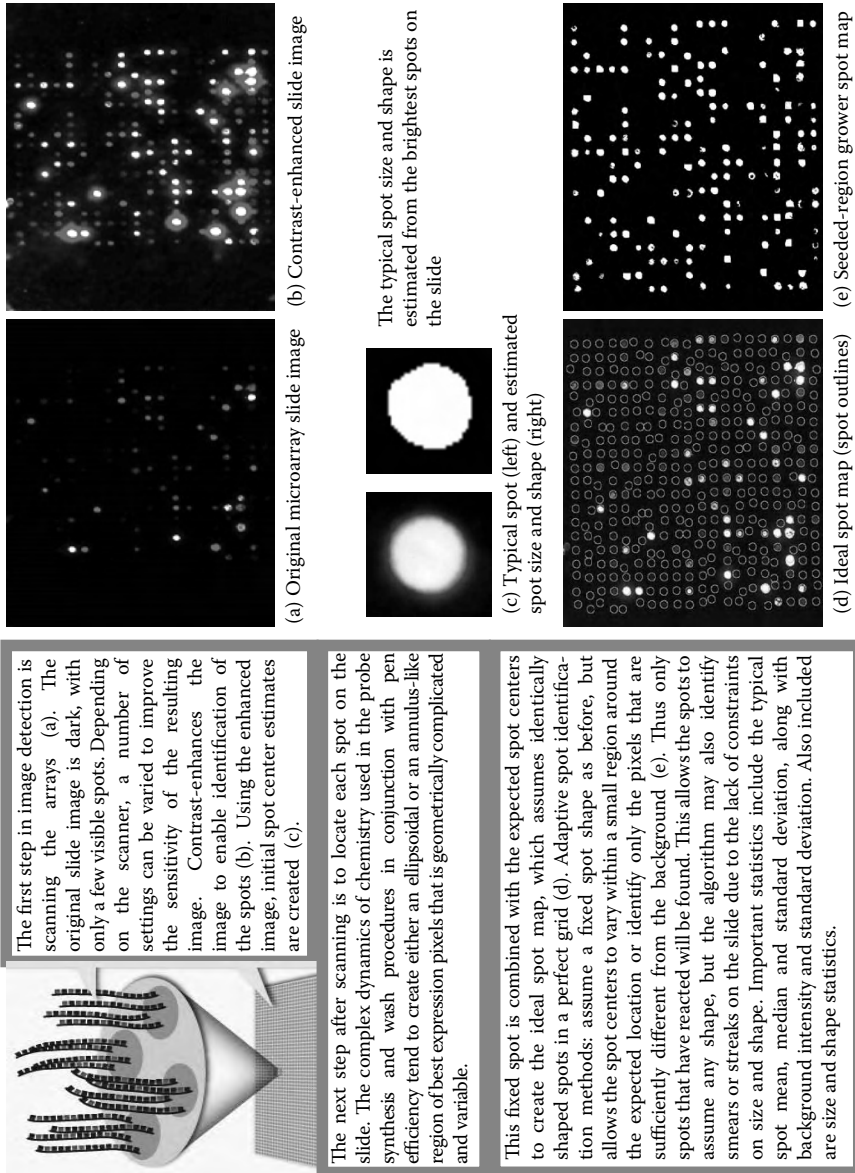 The first step in image detection is
scanning the arrays (a). The
original slide image is dark, with
only a few visible spots. Depending
on the scanner, a number of
settings can be varied to improve
the sensitivity of the resulting
image. Contrast-enhances the
image to enable identification of
the spots (b). Using the enhanced
image, initial spot center estimates
are created (c).
The next step after scanning is to locate each spot on the
slide. The complex dynamics of chemistry used in the probe
synthesis and wash procedures in conjunction with pen
efficiency tend to create either an ellipsoidal or an annulus-like
region of best expression pixels that is geometrically complicated
and variable.
This fixed spot is combined with the expected spot centers
to create the ideal spot map, which assumes identically
shaped spots in a perfect grid (d). Adaptive spot identifica-
tion methods: assume a fixed spot shape as before, but
allows the spot centers to vary within a small region around
the expected location or identify only the pixels that are
sufficiently different from the background (e). Thus only
spots that have reacted will be found. This allows the spots to
assume any shape, but the algorithm may also identify
smears or streaks on the slide due to the lack of constraints
on size and shape. Important statistics include the typical
spot mean, median and standard deviation, along with
background intensity and standard deviation. Also included
are size and shape statistics.
(a) Original microarray slide image
(b) Contrast-enhanced slide image
The typical spot size and shape is
estimated from the brightest spots on
the slide
(c) Typical spot (left) and estimated
spot size and shape (right)
(d) Ideal spot map (spot outlines)
(e) Seeded-region grower spot map